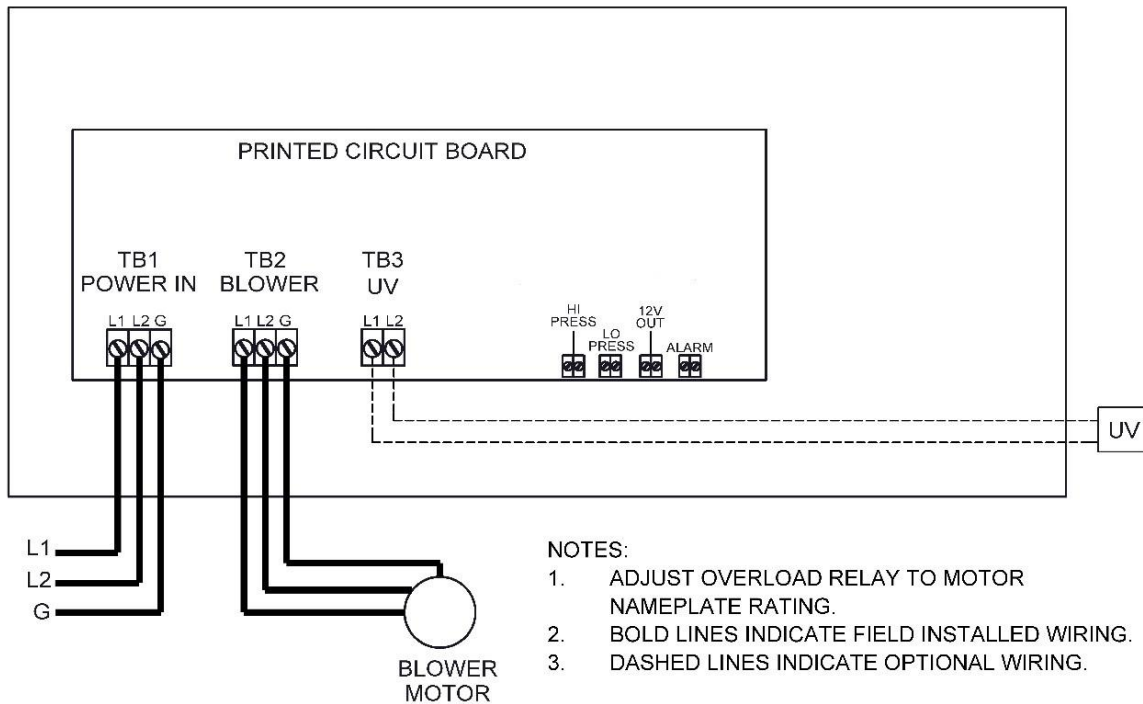 PRINTED CIRCUIT BOARD
TB1
POWER IN
TB2
BLOWER
TB3
UV
L1 L2 G
L1 L2 G
L1 L2
HI
PRESS
LO
PRESS
12V
OUT
ALARM
UV
L1
L2
G
BLOWER
MOTOR
NOTES:
1. ADJUST OVERLOAD RELAY TO MOTOR
NAMEPLATE RATING.
2. BOLD LINES INDICATE FIELD INSTALLED WIRING.
3. DASHED LINES INDICATE OPTIONAL WIRING.